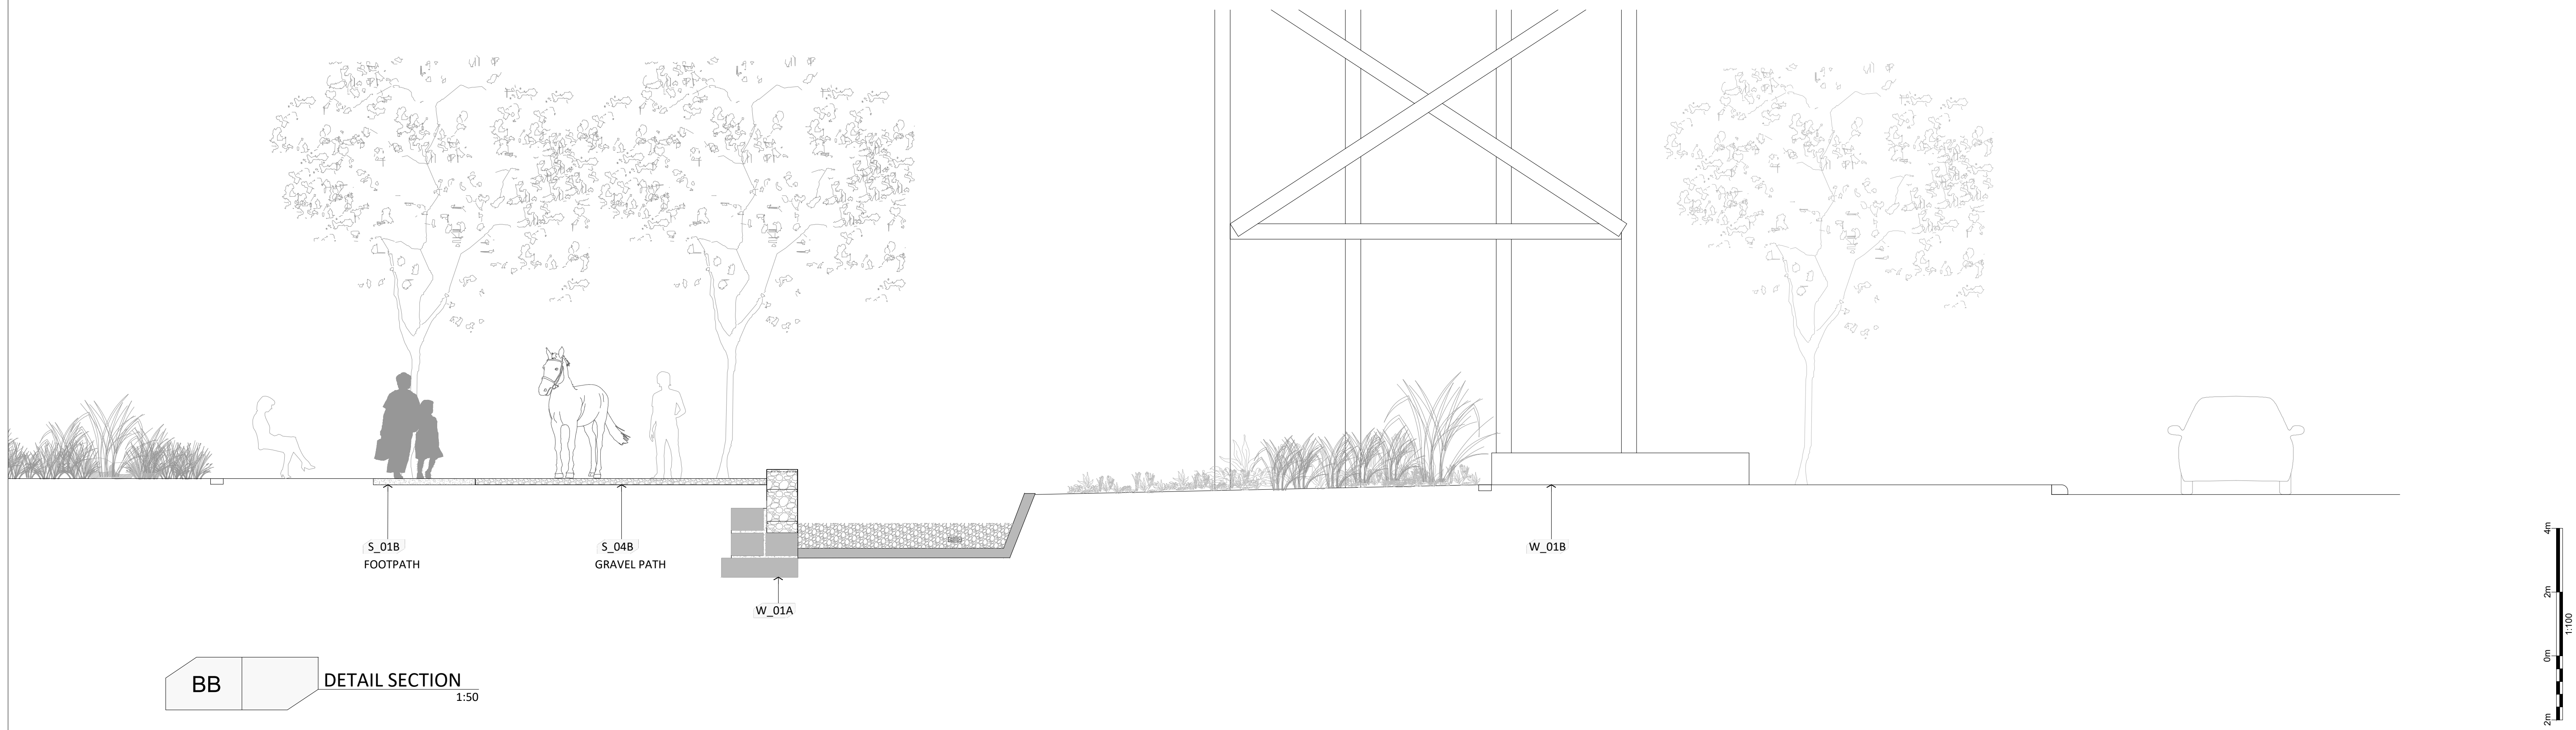 S_01B
FOOTPATH
S_04B
GRAVEL PATH
W_01A
W_01B
BB
DETAIL SECTION
1:50
4m
2m
0m
2m
1:100